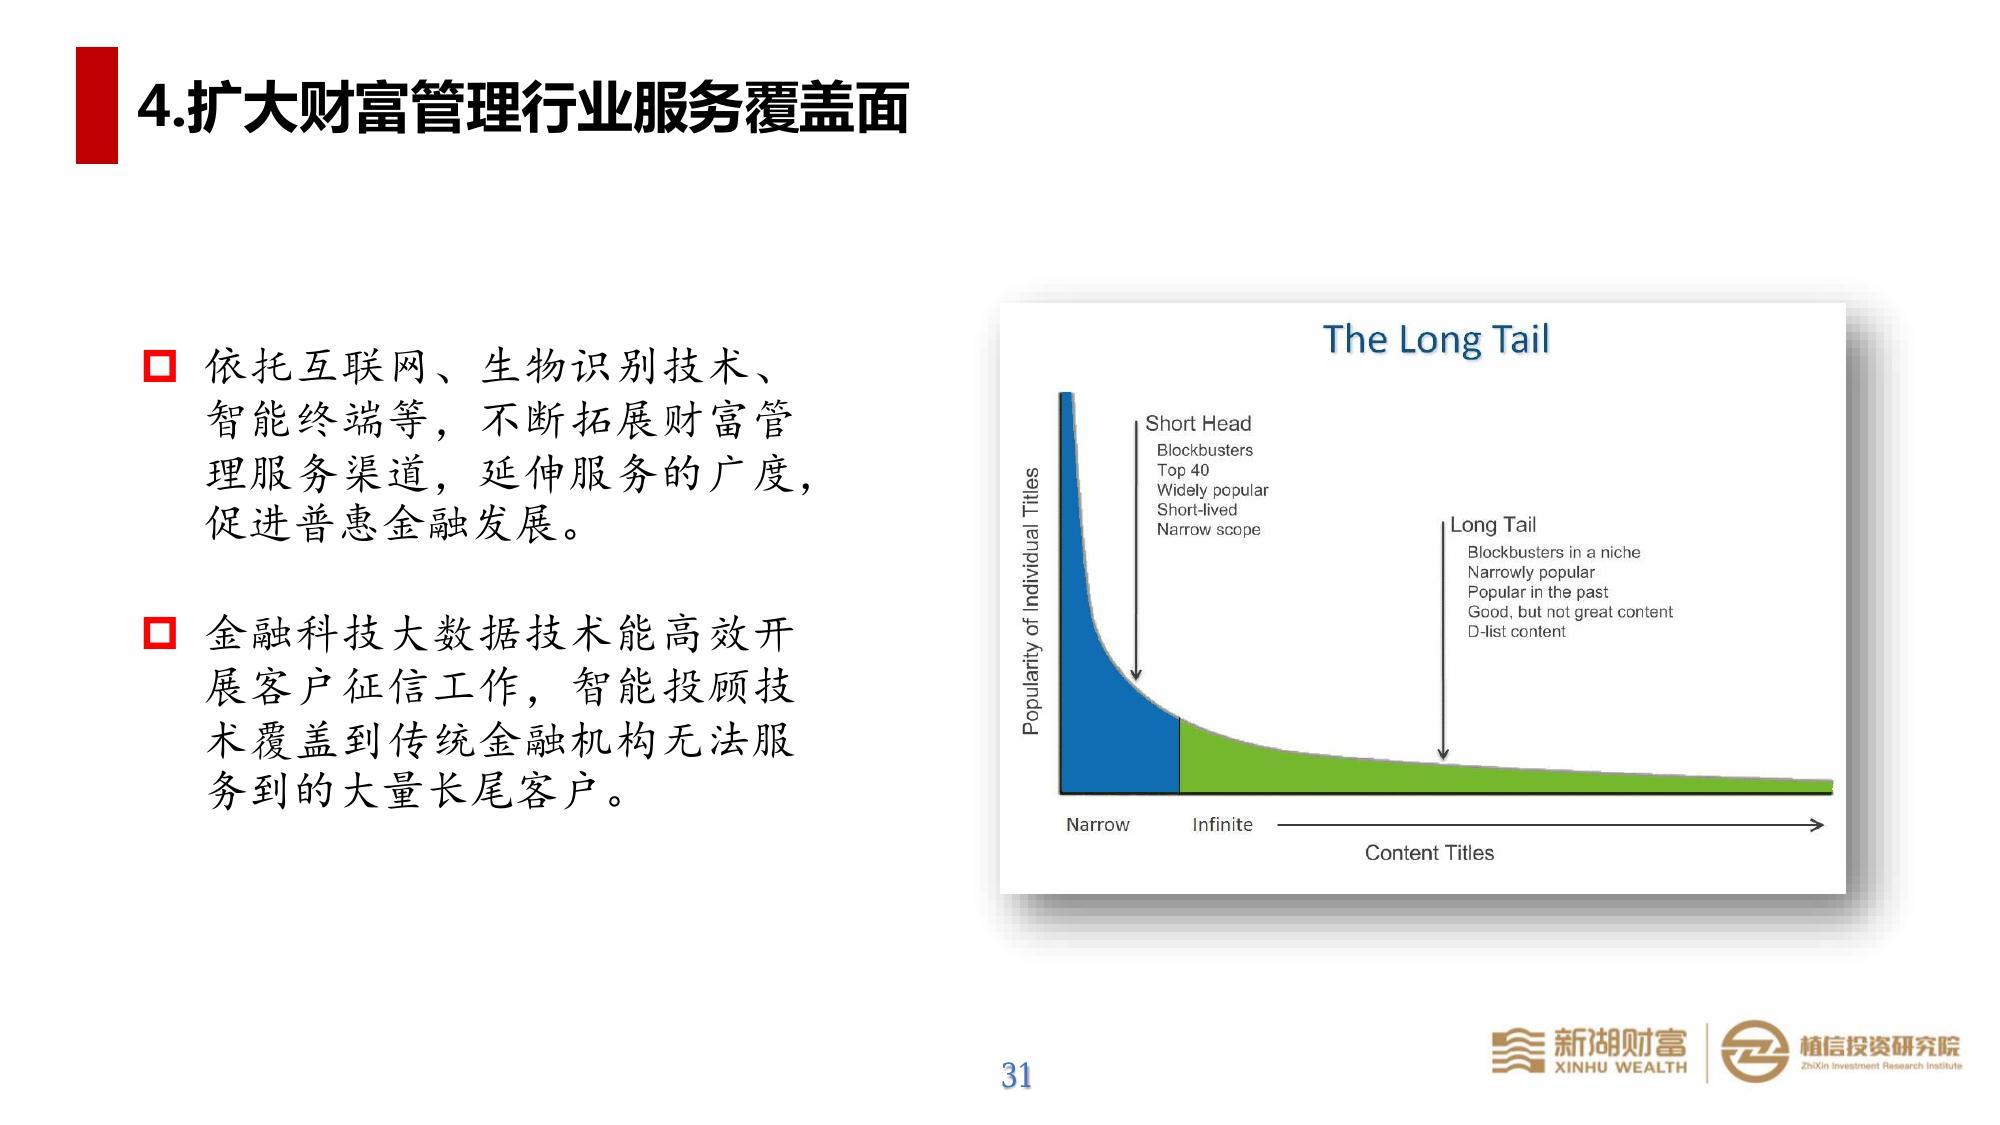 4.扩大财富管理行业服务覆盖面
依托互联网、生物识别技术、
智能终端等，不断拓展财富管
理服务渠道，延伸服务的广度，
促进普惠金融发展。
金融科技大数据技术能高效开
展客户征信工作，智能投顾技
术覆盖到传统金融机构无法服
务到的大量长尾客户。
The Long Tail
Popularity of Individual Titles
Short Head
Blockbusters
Top 40
Widely popular
Short-lived
Narrow scope
Long Tail
Blockbusters in a niche
Narrowly popular
Popular in the past
Good, but not great content
D-list content
Narrow
Infinite
Content Titles
31
新湖财富
XINHU WEALTH
植信投资研究院
ZhiXin Investment Research Institute